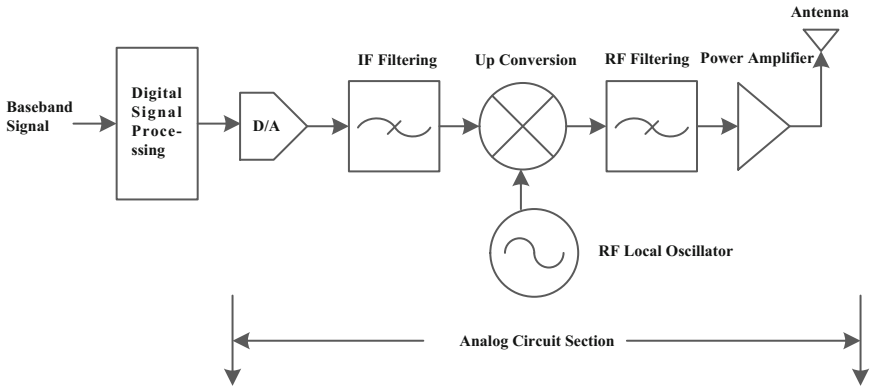 Antenna
IF Filtering
Up Conversion
RF Filtering
Power Amplifier
Baseband
Signal
Digital
Signal
Proce-
ssing
D/A
RF Local Oscillator
Analog Circuit Section